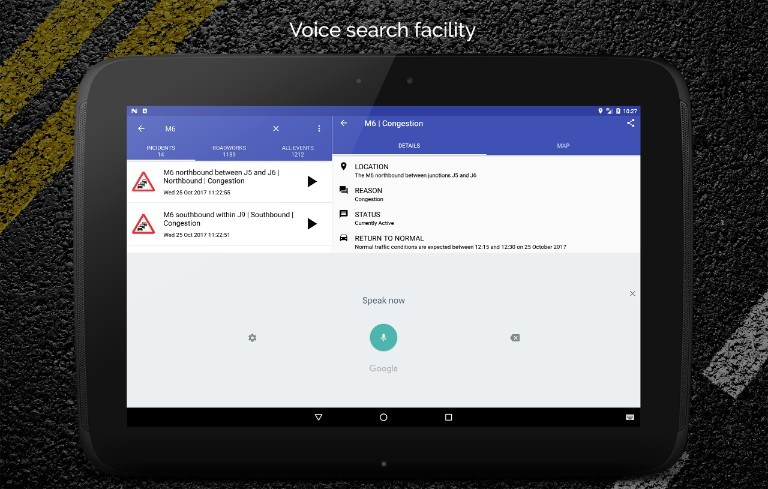 Voice search facility
N
10:27
M6
M6 | Congestion
INCIDENTS
14
ROADWORKS
1189
ALL EVENTS
1212
DETAILS
MAP
M6 northbound between J5 and J6 |
Northbound | Congestion
Wed 25 Oct 2017 11:22:55
M6 southbound within J9 | Southbound |
Congestion
Wed 25 Oct 2017 11:22:51
LOCATION
The M6 northbound between junctions J5 and J6
REASON
Congestion
STATUS
Currently Active
RETURN TO NORMAL
Normal traffic conditions are expected between 12:15 and 12:30 on 25 October 2017
Speak now
Google